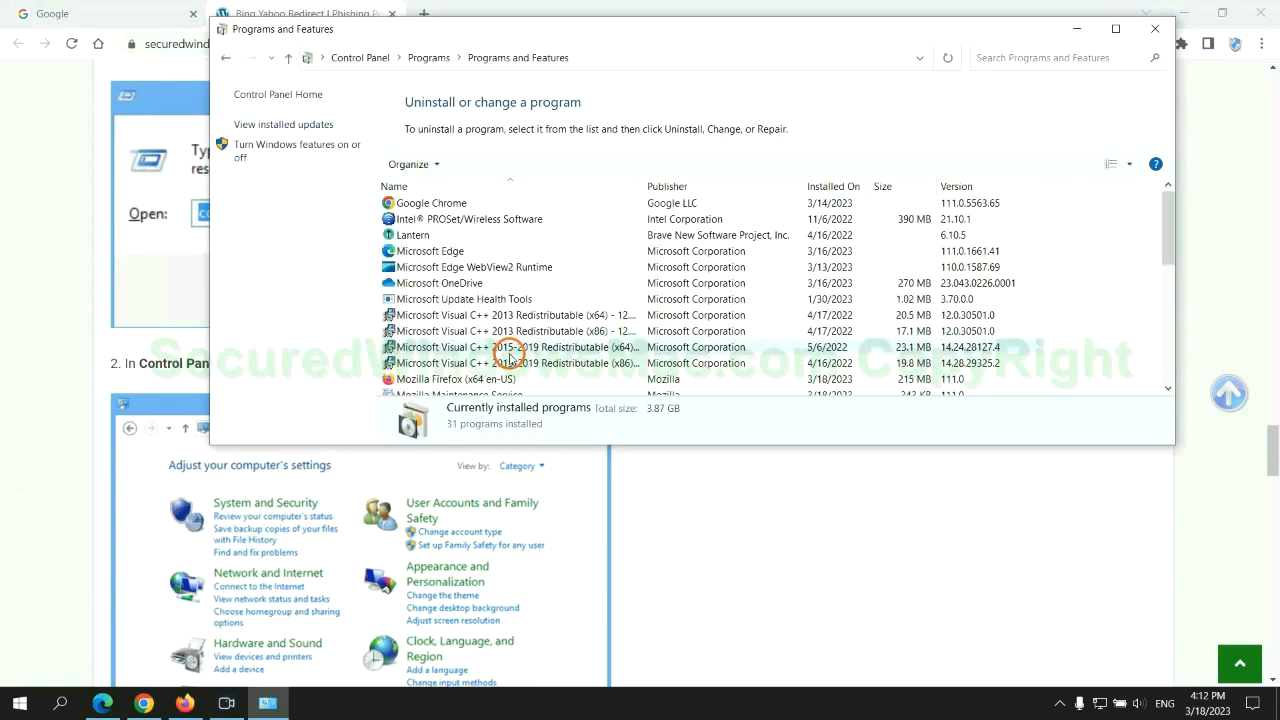 Google
Bing Yahoo Redirect | Phishing Po
securedwind
Programs and Features
Control Panel > Programs > Programs and Features
Search Programs and Features
Control Panel Home
View installed updates
Turn Windows features on or
off
Uninstall or change a program
To uninstall a program, select it from the list and then click Uninstall, Change, or Repair.
Organize
Name Publisher Installed On Size Version
Google Chrome Google LLC 3/14/2023 111.0.5563.65
Intel® PROSet/Wireless Software Intel Corporation 11/6/2022 390 MB 21.10.1
Lantern Brave New Software Project, Inc. 4/16/2022 6.10.5
Microsoft Edge Microsoft Corporation 3/16/2023 111.0.1661.41
Microsoft Edge WebView2 Runtime Microsoft Corporation 3/13/2023 110.0.1587.69
Microsoft OneDrive Microsoft Corporation 3/16/2023 270 MB 23.043.0226.0001
Microsoft Update Health Tools Microsoft Corporation 1/30/2023 1.02 MB 3.70.0.0
Microsoft Visual C++ 2013 Redistributable (x64) - 12.... Microsoft Corporation 4/17/2022 20.5 MB 12.0.30501.0
Microsoft Visual C++ 2013 Redistributable (x86) - 12.... Microsoft Corporation 4/17/2022 17.1 MB 12.0.30501.0
Microsoft Visual C++ 2015-2019 Redistributable (x64)... Microsoft Corporation 5/6/2022 23.1 MB 14.24.28127.4
Microsoft Visual C++ 2015-2019 Redistributable (x86)... Microsoft Corporation 4/16/2022 19.8 MB 14.28.29325.2
Mozilla Firefox (x64 en-US) Mozilla 3/18/2023 215 MB 111.0
Mozilla Maintenance Service Mozilla 3/18/2023 343 KB 111.0
Currently installed programs Total size: 3.87 GB
31 programs installed
Ty
res
Open: co
2. In Control Pan
Adjust your computer's settings
View by: Category
System and Security
Review your computer's status
Save backup copies of your files
with File History
Find and fix problems
Network and Internet
Connect to the Internet
View network status and tasks
Choose homegroup and sharing
options
Hardware and Sound
View devices and printers
Add a device
User Accounts and Family
Safety
Change account type
Set up Family Safety for any user
Appearance and
Personalization
Change the theme
Change desktop background
Adjust screen resolution
Clock, Language, and
Region
Add a language
Change input methods
ENG
4:12 PM
3/18/2023